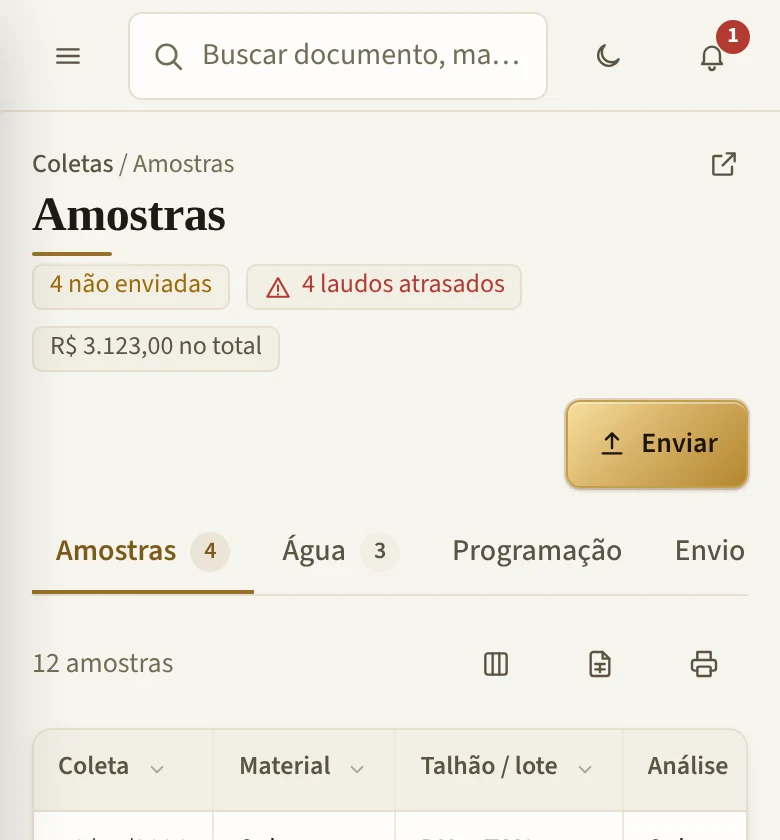 Buscar documento, ma…
1
Coletas / Amostras
Amostras
4 não enviadas
4 laudos atrasados
R$ 3.123,00 no total
Enviar
Amostras 4 Água 3 Programação Envio
12 amostras
Coleta Material Talhão / lote Análise